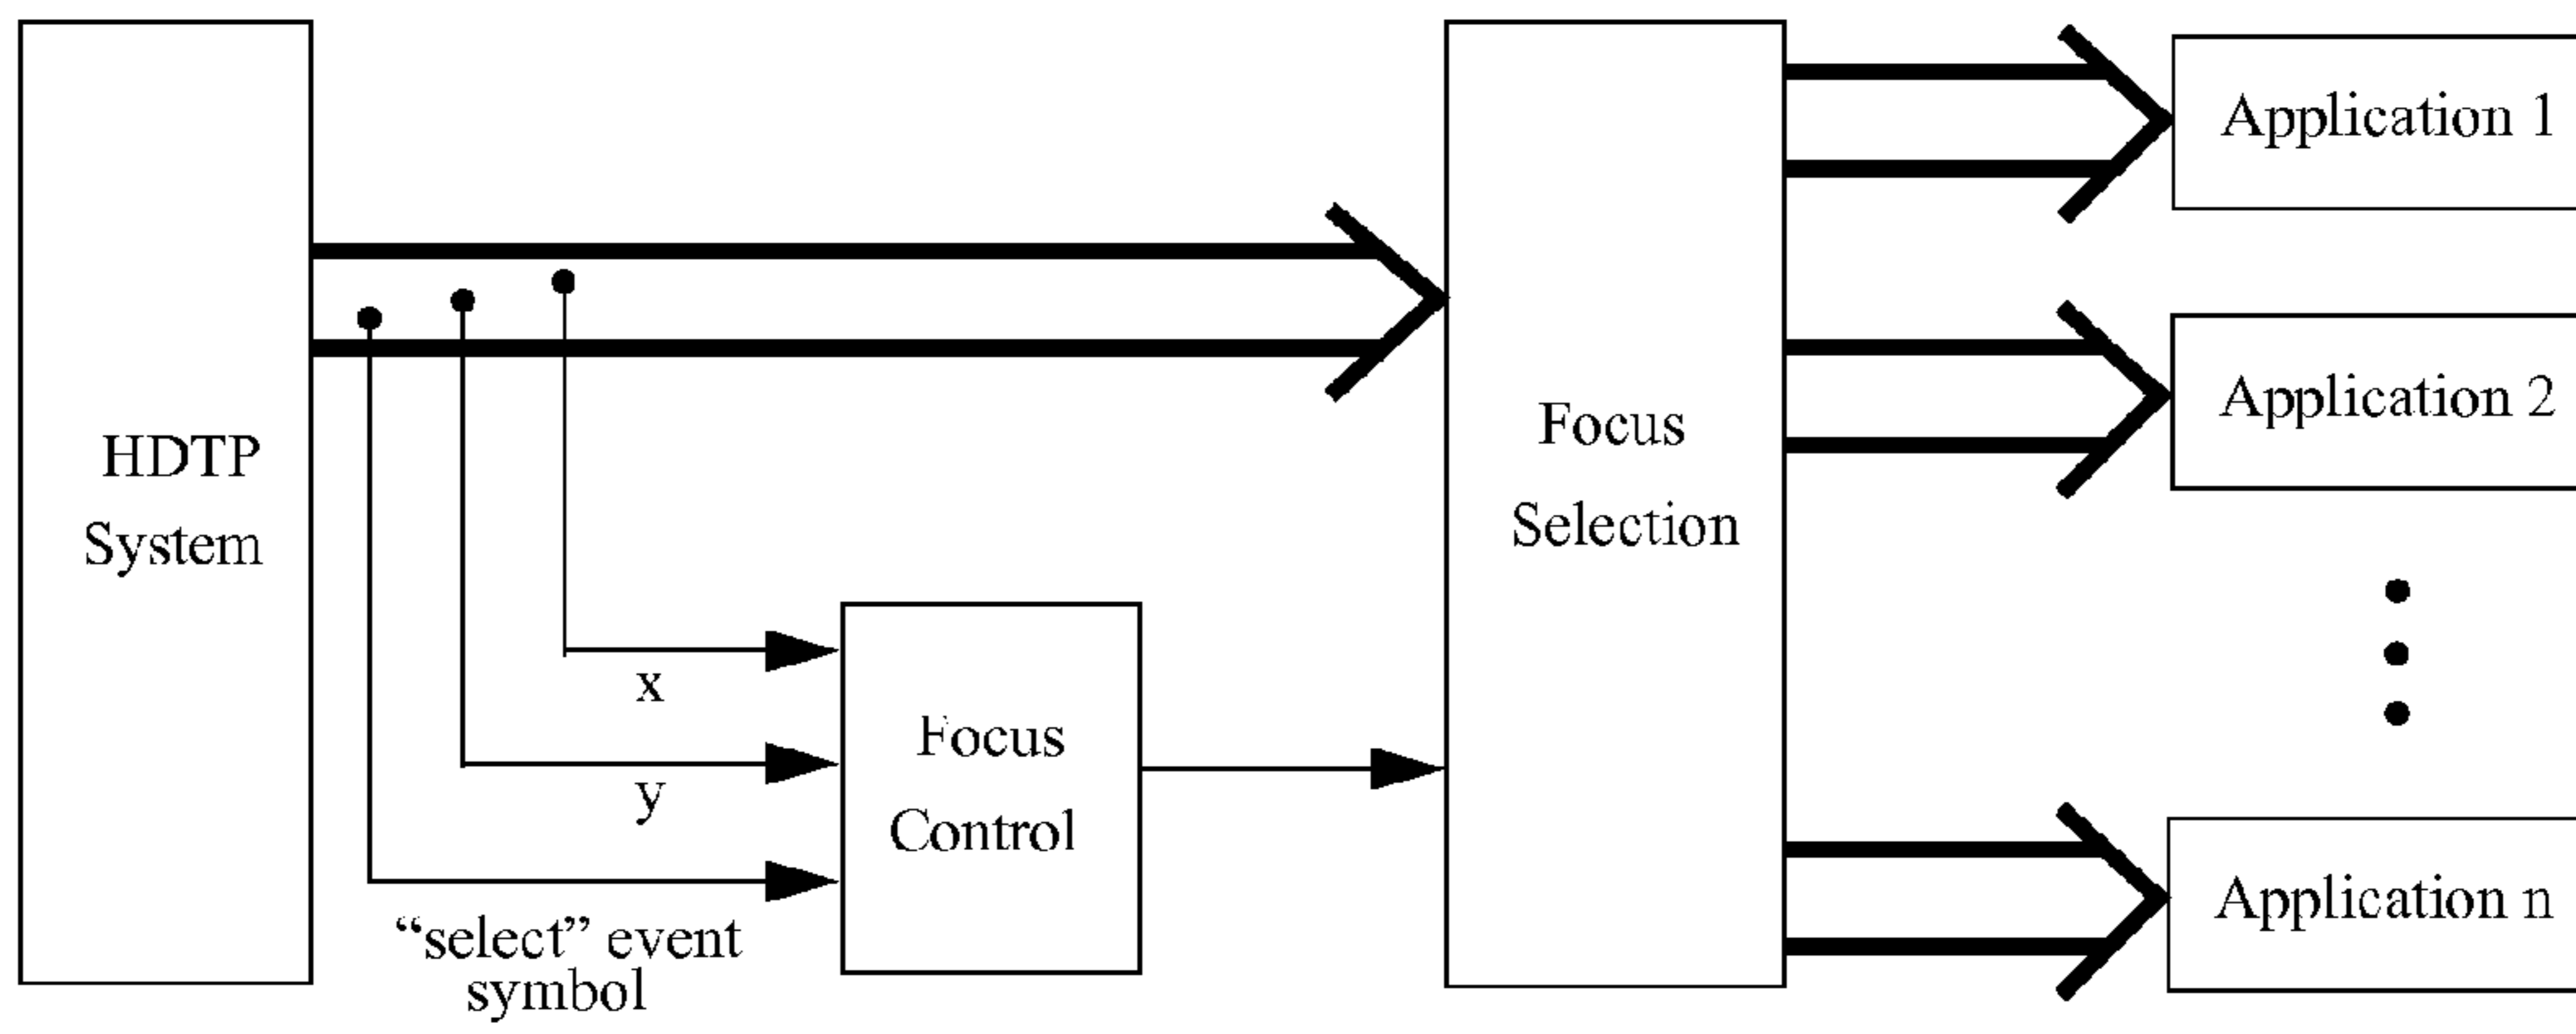 HDTP
System
x
y
“select” event
symbol
Focus
Control
Focus
Selection
Application 1
Application 2
Application n